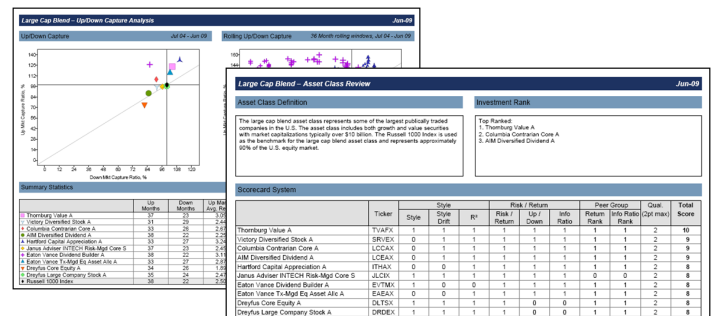 Large Cap Blend – Up/Down Capture Analysis Jun-09
Up/Down Capture Jul 04 - Jun 09
Rolling Up/Down Capture 36 Month rolling windows, Jul 04 - Jun 09
Up Mkt Capture Ratio, %
Down Mkt Capture Ratio, %
0 12 24 36 48 60 72 84 96 108 120
Summary Statistics
Up Months Down Months
Thornburg Value A 37 23
Victory Diversified Stock A 31 29
Columbia Contrarian Core A 33 26
AIM Diversified Dividend A 38 22
Hartford Capital Appreciation A 33 27
Janus Adviser INTECH Risk-Mgd Core S 37 23
Eaton Vance Dividend Builder A 38 22
Eaton Vance Tx-Mgd Eq Asset Allc A 33 27
Dreyfus Core Equity A 34 26
Dreyfus Large Company Stock A 35 24
Russell 1000 Index 38 22
Large Cap Blend – Asset Class Review Jun-09
Asset Class Definition
The large cap blend asset class represents some of the largest publically traded
companies in the U.S. The asset class includes both growth and value securities
with market capitalizations typically over $10 billion. The Russell 1000 Index is used
as the benchmark for the large cap blend asset class and represents approximately
90% of the U.S. equity market.
Investment Rank
Top Ranked:
1. Thornburg Value A
2. Columbia Contrarian Core A
3. AIM Diversified Dividend A
Scorecard System
Style Risk / Return Peer Group Qual. Total
Ticker Style Style Drift R² Risk / Return Up / Down Info Ratio Return Rank Info Ratio Rank (2pt max) Score
Thornburg Value A TVAFX 1 1 1 1 1 1 1 1 2 10
Victory Diversified Stock A SRVEX 0 1 1 1 1 1 1 1 2 9
Columbia Contrarian Core A LCCAX 0 1 1 1 1 1 1 1 2 9
AIM Diversified Dividend A LCEAX 0 1 1 1 1 1 1 1 2 9
Hartford Capital Appreciation A ITHAX 0 0 1 1 1 1 1 1 2 8
Janus Adviser INTECH Risk-Mgd Core S JLCIX 1 1 1 1 1 1 0 0 2 8
Eaton Vance Dividend Builder A EVTMX 1 0 0 1 1 1 1 1 2 8
Eaton Vance Tx-Mgd Eq Asset Allc A EAEAX 0 0 1 1 1 1 1 1 2 8
Dreyfus Core Equity A DLTSX 1 1 1 1 0 0 1 1 2 8
Dreyfus Large Company Stock A DRDEX 1 1 1 1 0 0 1 1 2 8